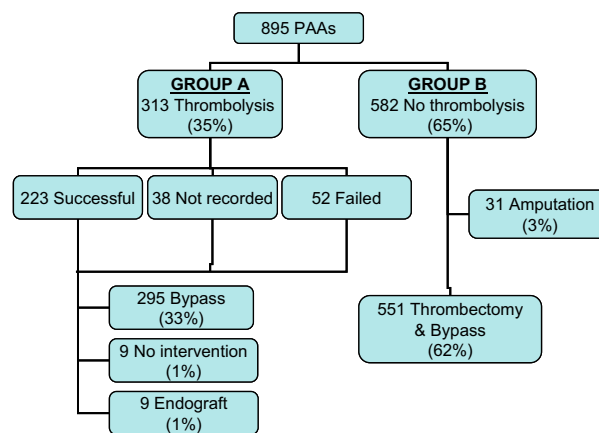 895 PAAs
GROUP A
313 Thrombolysis
(35%)
GROUP B
582 No thrombolysis
(65%)
223 Successful
38 Not recorded
52 Failed
31 Amputation
(3%)
295 Bypass
(33%)
551 Thrombectomy
& Bypass
(62%)
9 No intervention
(1%)
9 Endograft
(1%)